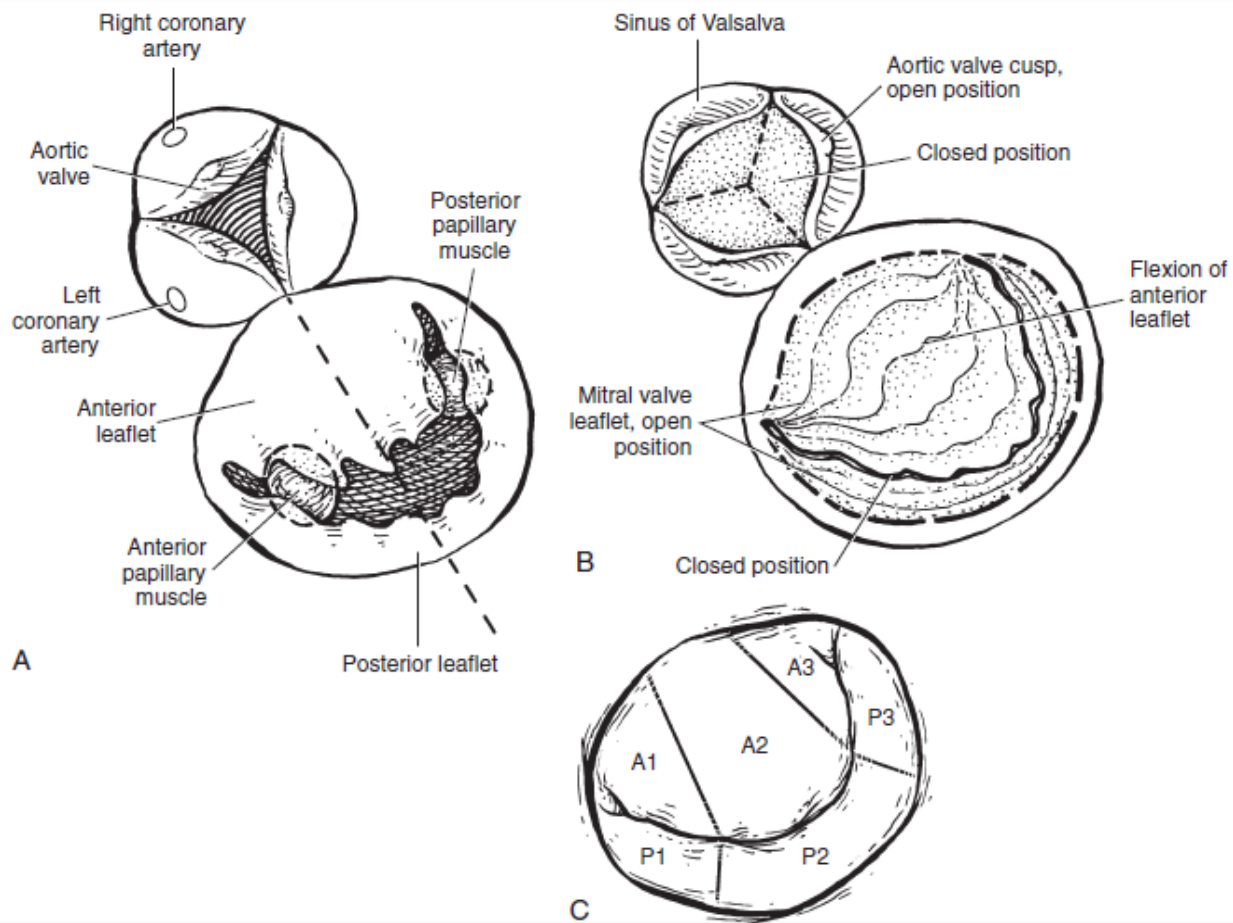 Right coronary
artery
Aortic
valve
Posterior
papillary
muscle
Left
coronary
artery
Anterior
leaflet
Anterior
papillary
muscle
Posterior leaflet
A
Sinus of Valsalva
Aortic valve cusp,
open position
Closed position
Flexion of
anterior
leaflet
Mitral valve
leaflet, open
position
Closed position
B
A3
P3
A2
A1
P1
P2
C